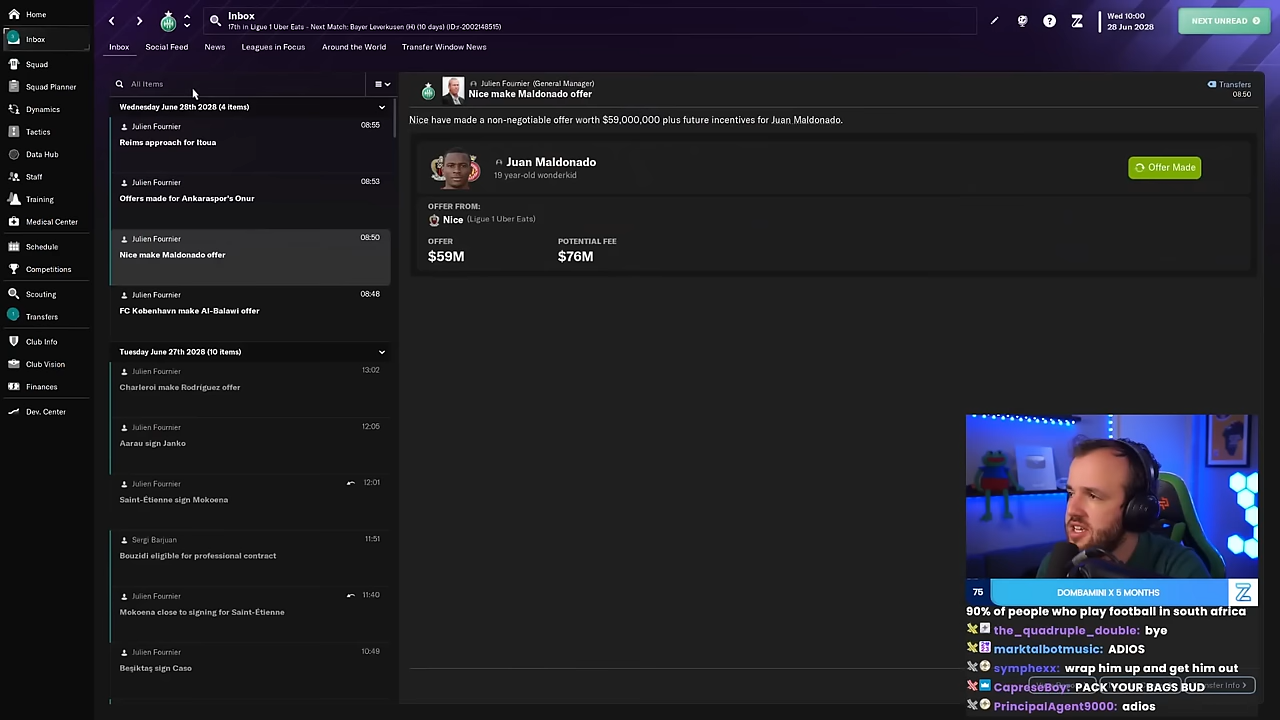 Home
Inbox
Squad
Squad Planner
Dynamics
Tactics
Data Hub
Staff
Training
Medical Center
Schedule
Competitions
Scouting
Transfers
Club Info
Club Vision
Finances
Dev. Center
Inbox
17th in Ligue 1 Uber Eats - Next Match: Bayer Leverkusen (H) (10 days) (ID:r-2002148515)
Wed 10:00
28 Jun 2028
NEXT UNREAD
Inbox
Social Feed
News
Leagues in Focus
Around the World
Transfer Window News
All Items
Wednesday June 28th 2028 (4 items)
Julien Fournier
08:55
Reims approach for Itoua
Julien Fournier
08:53
Offers made for Ankaraspor's Onur
Julien Fournier
08:50
Nice make Maldonado offer
Julien Fournier
08:48
FC København make Al-Balawi offer
Tuesday June 27th 2028 (10 items)
Julien Fournier
13:02
Charleroi make Rodríguez offer
Julien Fournier
12:05
Aarau sign Janko
Julien Fournier
12:01
Saint-Étienne sign Mokoena
Sergi Barjuan
11:51
Bouzidi eligible for professional contract
Julien Fournier
11:40
Mokoena close to signing for Saint-Étienne
Julien Fournier
10:49
Beşiktaş sign Caso
Julien Fournier (General Manager)
Nice make Maldonado offer
Transfers
08:50
Nice have made a non-negotiable offer worth $59,000,000 plus future incentives for Juan Maldonado.
Juan Maldonado
19 year-old wonderkid
Offer Made
OFFER FROM:
Nice (Ligue 1 Uber Eats)
OFFER
POTENTIAL FEE
$59M
$76M
75
DOMBAMINI X 5 MONTHS
Z
90% of people who play football in south africa
the_quadruple_double: bye
marktalbotmusic: ADIOS
symphexx: wrap him up and get him out
CapreseBoy: PACK YOUR BAGS BUD
PrincipalAgent9000: adios